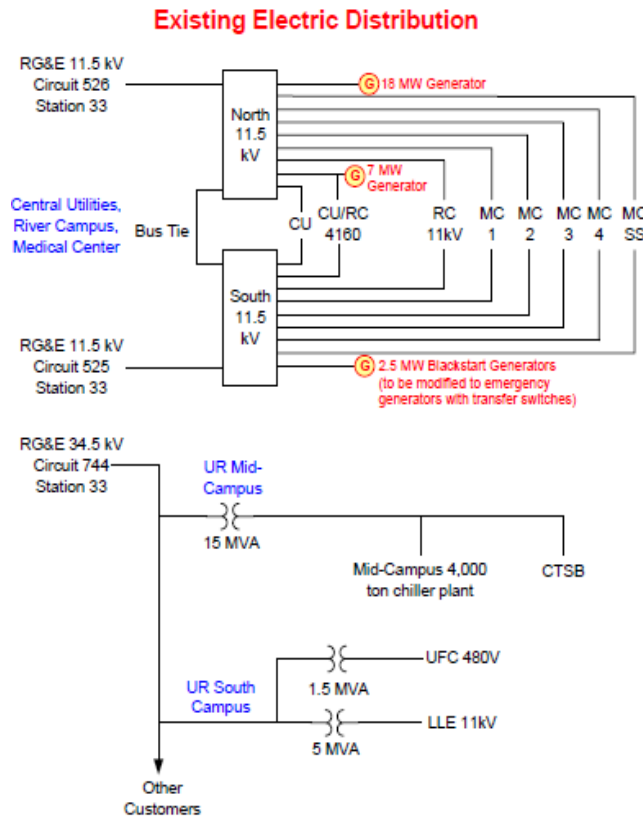 Existing Electric Distribution
RG&E 11.5 kV
Circuit 526
Station 33
North
11.5
kV
G 18 MW Generator
G 7 MW
Generator
Central Utilities,
River Campus,
Medical Center
Bus Tie
CU
CU/RC
4160
RC
11kV
MC
1
MC
2
MC
3
MC
4
MC
SS
South
11.5
kV
RG&E 11.5 kV
Circuit 525
Station 33
G 2.5 MW Blackstart Generators
(to be modified to emergency
generators with transfer switches)
RG&E 34.5 kV
Circuit 744
Station 33
UR Mid-
Campus
15 MVA
Mid-Campus 4,000
ton chiller plant
CTSB
UR South
Campus
1.5 MVA
UFC 480V
5 MVA
LLE 11kV
Other
Customers